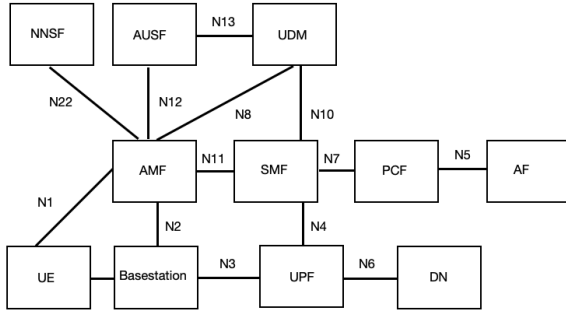 NNSF
AUSF
N13
UDM
N22
N12
N8
N10
AMF
N11
SMF
N7
PCF
N5
AF
N1
N2
N4
UE
Basestation
N3
UPF
N6
DN